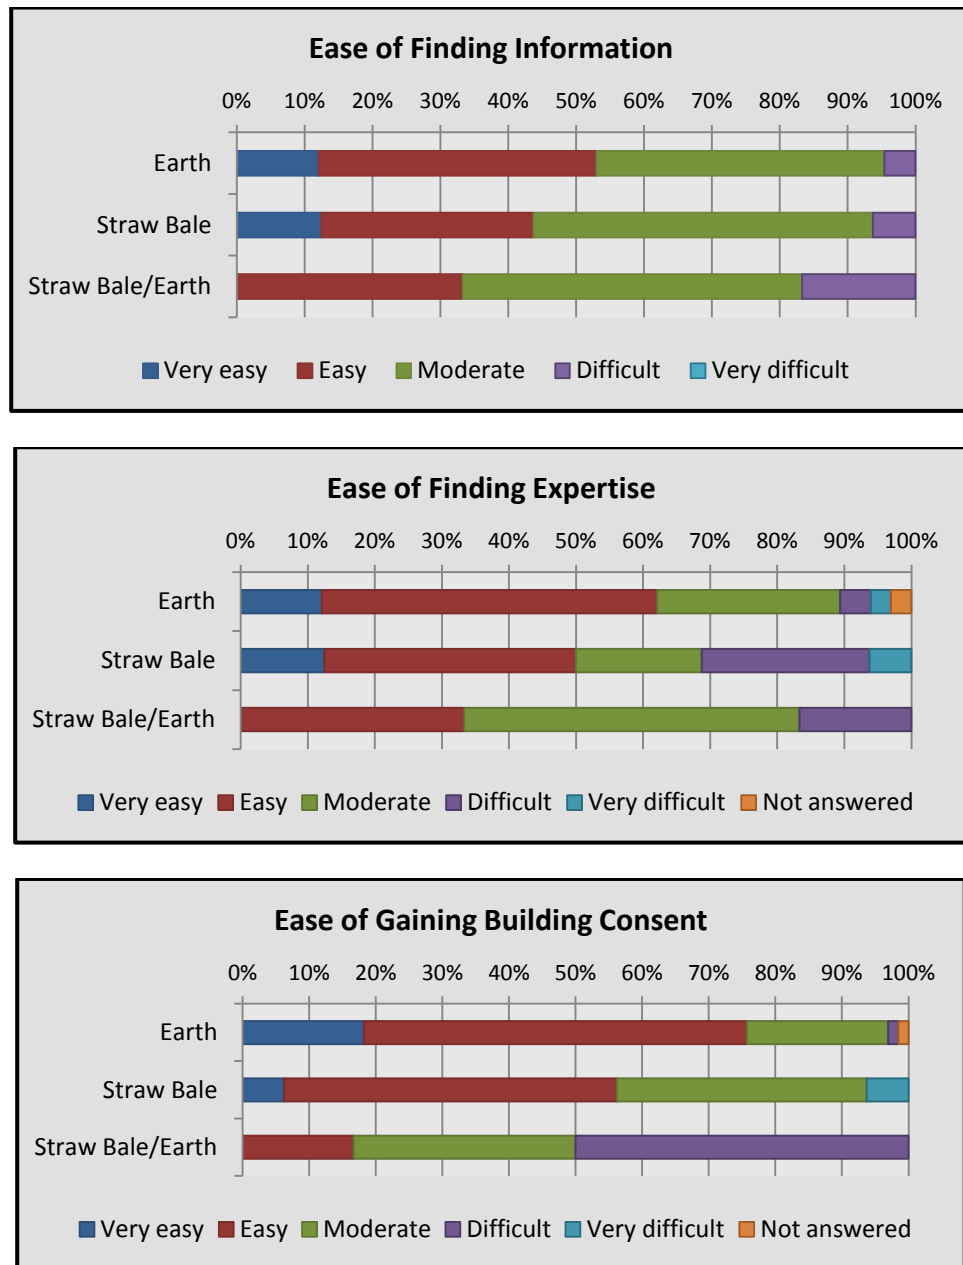 Ease of Finding Information
0% 10% 20% 30% 40% 50% 60% 70% 80% 90% 100%
Earth
Straw Bale
Straw Bale/Earth
Very easy Easy Moderate Difficult Very difficult
Ease of Finding Expertise
0% 10% 20% 30% 40% 50% 60% 70% 80% 90% 100%
Earth
Straw Bale
Straw Bale/Earth
Very easy Easy Moderate Difficult Very difficult Not answered
Ease of Gaining Building Consent
0% 10% 20% 30% 40% 50% 60% 70% 80% 90% 100%
Earth
Straw Bale
Straw Bale/Earth
Very easy Easy Moderate Difficult Very difficult Not answered